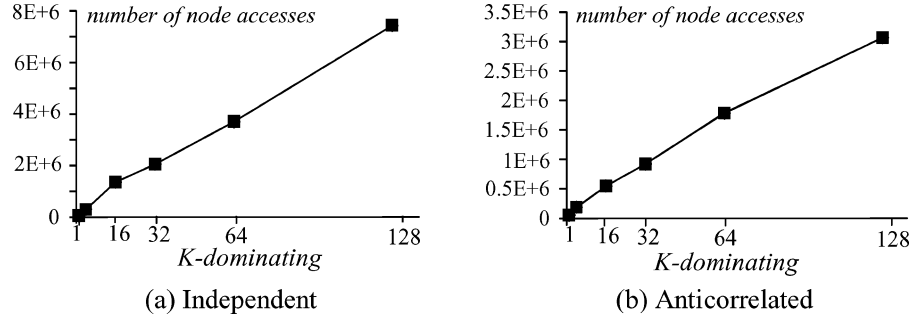 number of node accesses
8E+6
6E+6
4E+6
2E+6
0
1 16 32 64 128
K-dominating
(a) Independent
number of node accesses
3.5E+6
3E+6
2.5E+6
2E+6
1.5E+6
1E+6
0.5E+6
0
1 16 32 64 128
K-dominating
(b) Anticorrelated